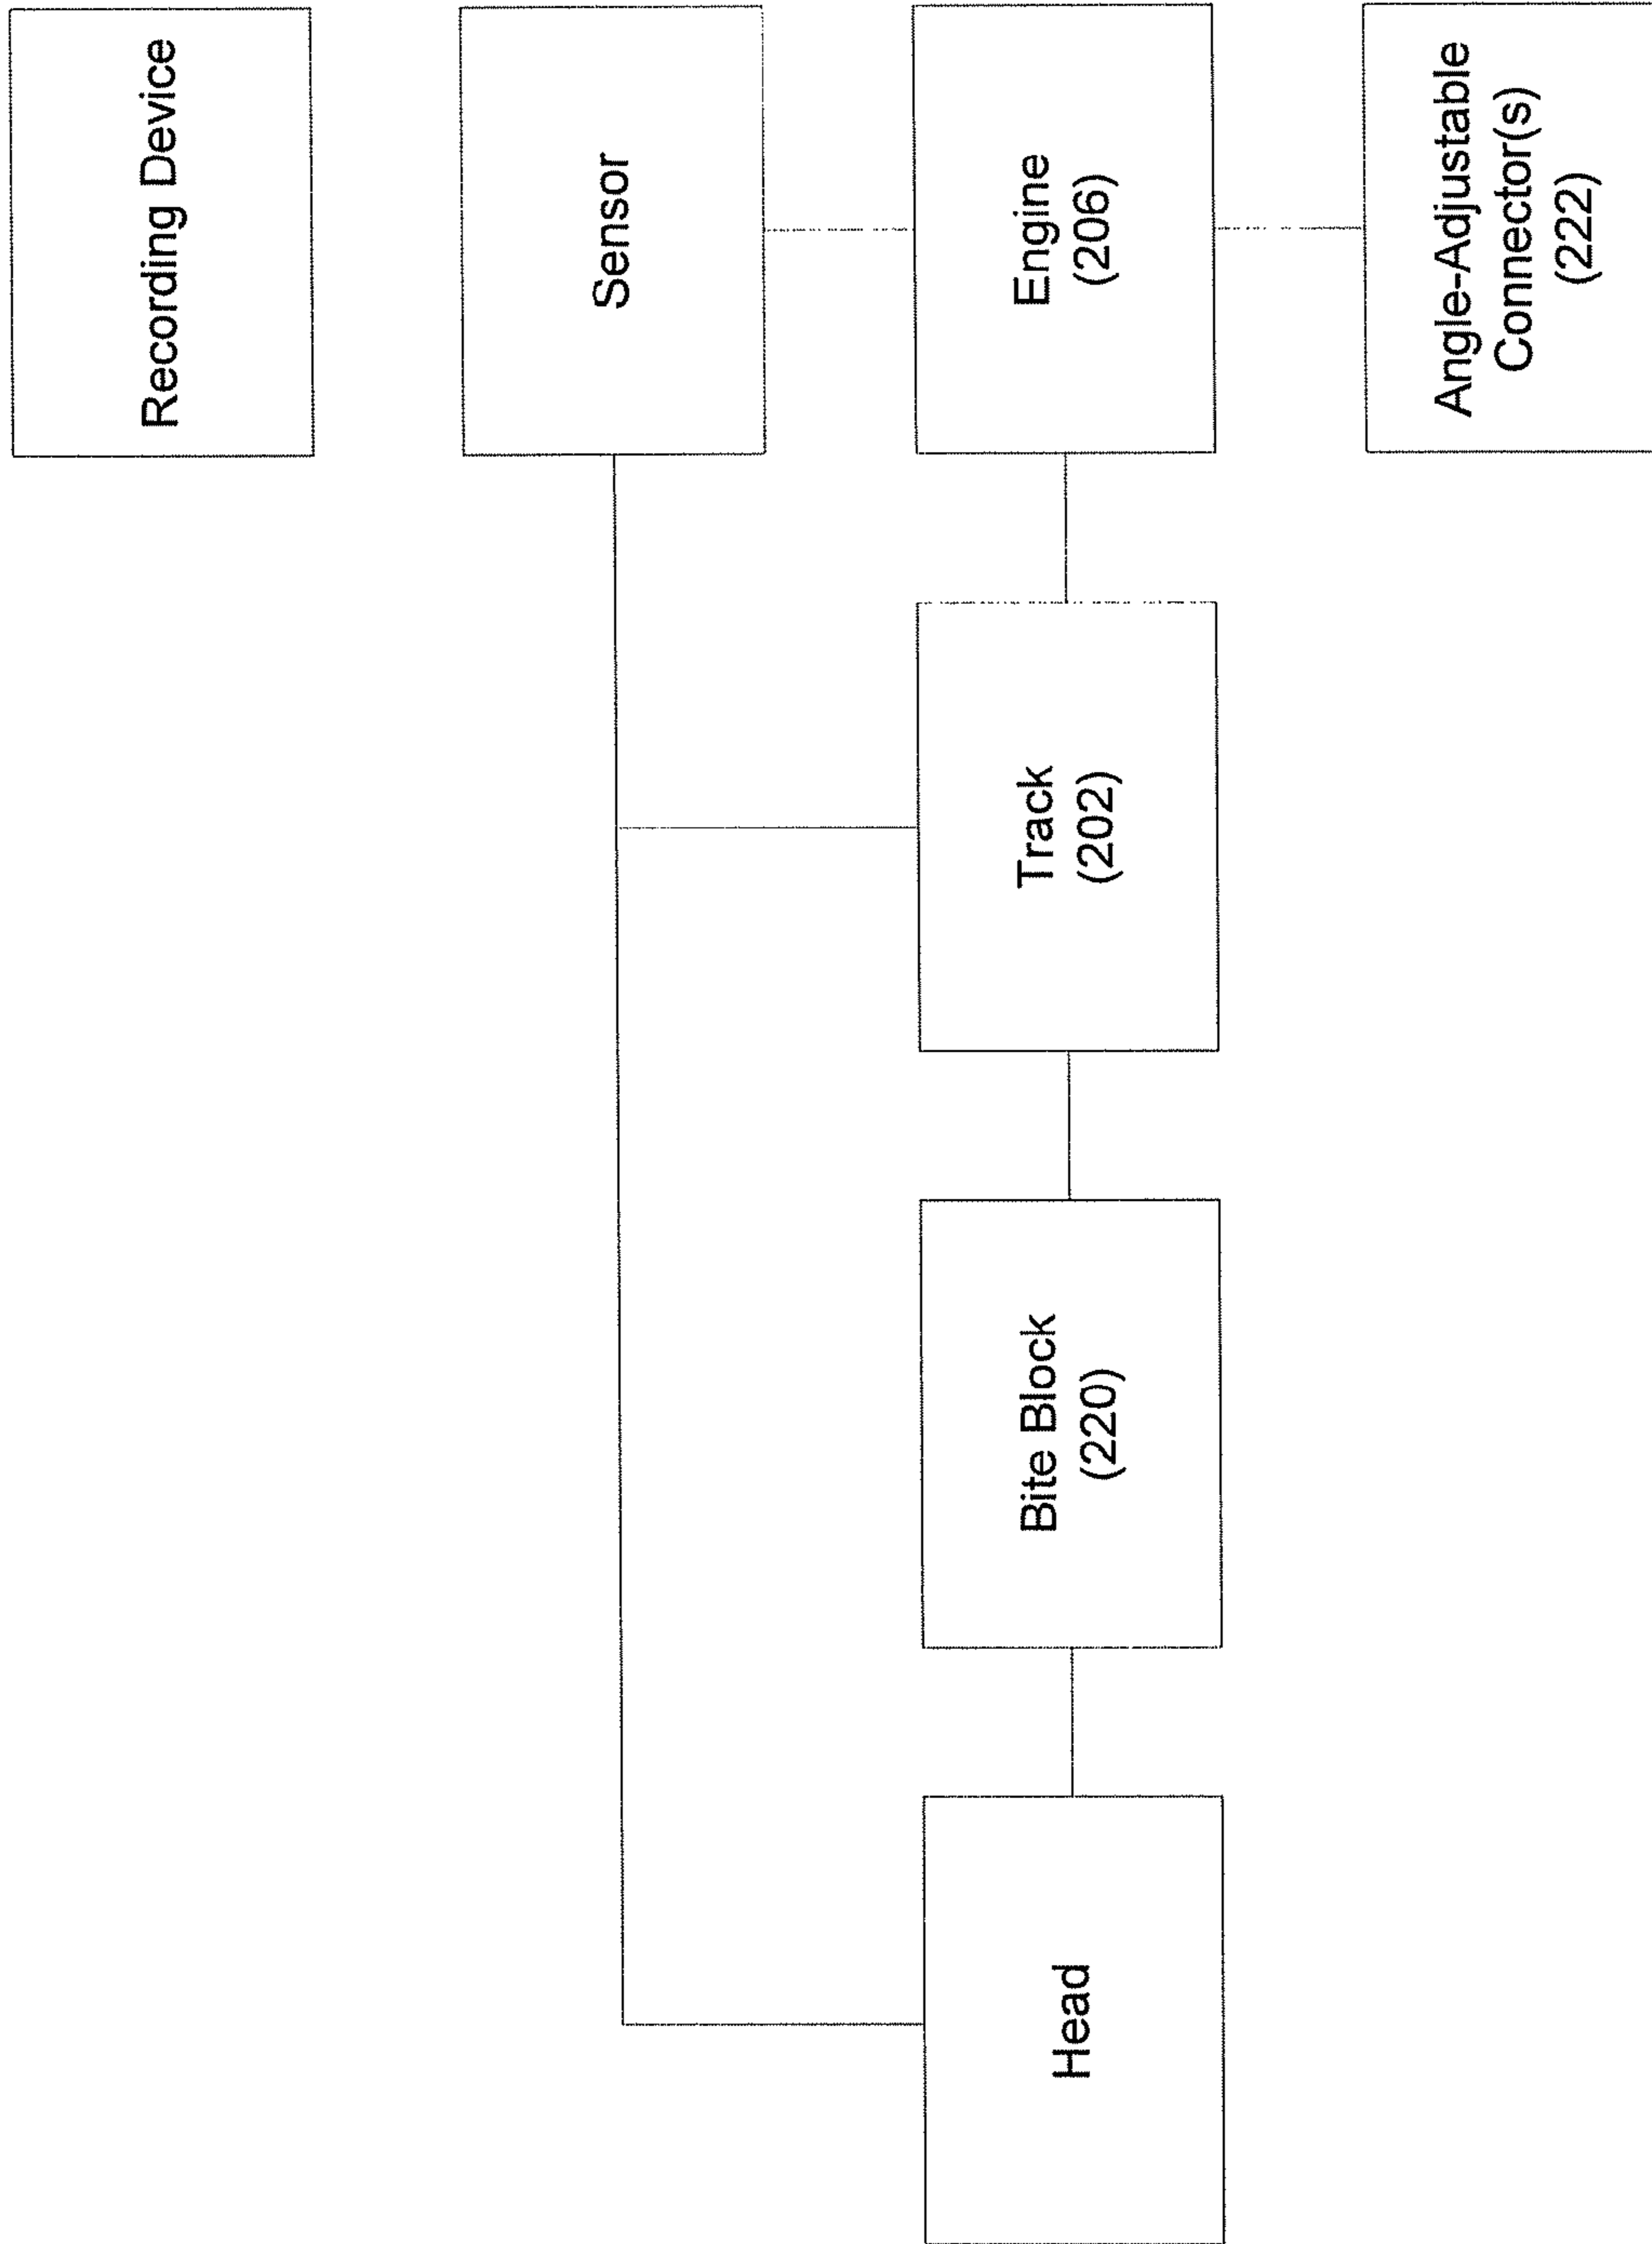 Recording Device
Sensor
Engine
(206)
Angle-Adjustable
Connector(s)
(222)
Track
(202)
Bite Block
(220)
Head